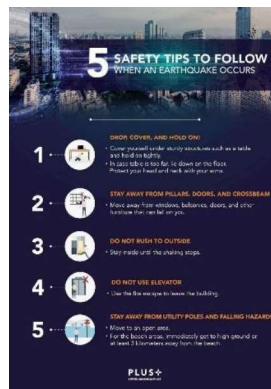 5 SAFETY TIPS TO FOLLOW
WHEN AN EARTHQUAKE OCCURS
1
DROP, COVER, AND HOLD ON!
• Cover yourself under sturdy structures such as a table
and hold on tightly.
• In case table is too far, lie down on the floor.
Protect your head and neck with your arms.
2
STAY AWAY FROM PILLARS, DOORS, AND CROSSBEAM
• Move away from windows, balconies, doors, and other
furniture that can fall on you.
3
DO NOT RUSH TO OUTSIDE
• Stay inside until the shaking stops.
4
DO NOT USE ELEVATOR
• Use the fire escape to leave the building.
5
STAY AWAY FROM UTILITY POLES AND FALLING HAZARD
• Move to an open area.
• For the beach areas, immediately get to high ground or
at least 3 kilometers away from the beach.
PLUS+